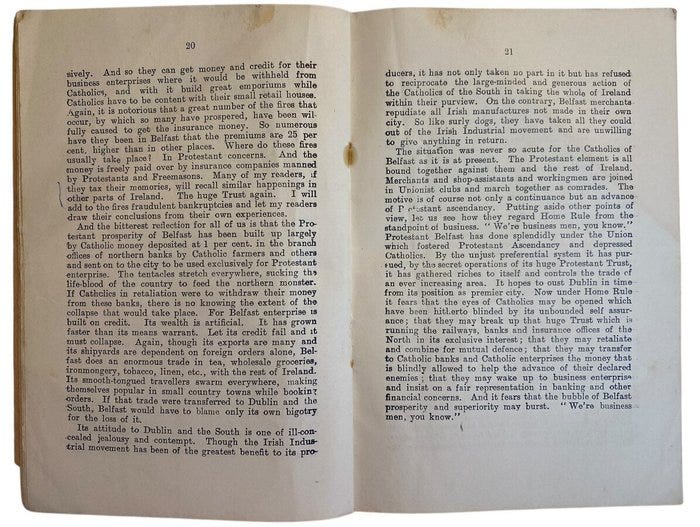 20
sively. And so they can get money and credit for their
business enterprises where it would be withheld from
Catholics, and with it build great emporiums while
Catholics have to be content with their small retail houses.
Again, it is notorious that a great number of the fires that
occur, by which so many have prospered, have been wil-
fully caused to get the insurance money. So numerous
have they been in Belfast that the premiums are 25 per
cent. higher than in other places. Where do these fires
usually take place? In Protestant concerns. And the
money is freely paid over by insurance companies manned
by Protestants and Freemasons. Many of my readers, if
they tax their memories, will recall similar happenings in
other parts of Ireland. The huge Trust again. I will
add to the fires fraudulent bankruptcies and let my readers
draw their conclusions from their own experiences.
And the bitterest reflection for all of us is that the Pro-
testant prosperity of Belfast has been built up largely
by Catholic money deposited at 1 per cent. in the branch
offices of northern banks by Catholic farmers and others
and sent on to the city to be used exclusively for Protestant
enterprise. The tentacles stretch everywhere, sucking the
life-blood of the country to feed the northern monster.
If Catholics in retaliation were to withdraw their money
from these banks, there is no knowing the extent of the
collapse that would take place. For Belfast enterprise is
built on credit. Its wealth is artificial. It has grown
faster than its means warrant. Let its credit fall and it
must collapse. Again, though its exports are many and
its shipyards are dependent on foreign orders alone, Bel-
fast does an enormous trade in tea, wholesale groceries,
ironmongery, tobacco, linen, etc., with the rest of Ireland.
Its smooth-tongued travellers swarm everywhere, making
themselves popular in small country towns while booking
orders. If that trade were transferred to Dublin and the
South, Belfast would have to blame only its own bigotry
for the loss of it.
Its attitude to Dublin and the South is one of ill-con-
cealed jealousy and contempt. Though the Irish Indus-
trial movement has been of the greatest benefit to its pro-
21
ducers, it has not only taken no part in it but has refused
to reciprocate the large-minded and generous action of
the Catholics of the South in taking the whole of Ireland
within their purview. On the contrary, Belfast merchants
repudiate all Irish manufactures not made in their own
city. So like surly dogs, they have taken all they could
out of the Irish Industrial movement and are unwilling
to give anything in return.
The situation was never so acute for the Catholics of
Belfast as it is at present. The Protestant element is all
bound together against them and the rest of Ireland.
Merchants and shop-assistants and workingmen are joined
in Unionist clubs and march together as comrades. The
motive is of course not only a continuance but an advance
of Protestant ascendancy. Putting aside other points of
view, let us see how they regard Home Rule from the
standpoint of business. "We're business men, you know."
Protestant Belfast has done splendidly under the Union
which fostered Protestant Ascendancy and depressed
Catholics. By the unjust preferential system it has pur-
sued, by the secret operations of its huge Protestant Trust,
it has gathered riches to itself and controls the trade of
an ever increasing area. It hopes to oust Dublin in time
from its position as premier city. Now under Home Rule
it fears that the eyes of Catholics may be opened which
have been hitherto blinded by its unbounded self assur-
ance; that they may break up that huge Trust which is
running the railways, banks and insurance offices of the
North in its exclusive interest; that they may retaliate
and combine for mutual defence; that they may transfer
to Catholic banks and Catholic enterprises the money that
is blindly allowed to help the advance of their declared
enemies; that they may wake up to business enterprise
and insist on a fair representation in banking and other
financial concerns. And it fears that the bubble of Belfast
prosperity and superiority may burst. "We're business
men, you know."